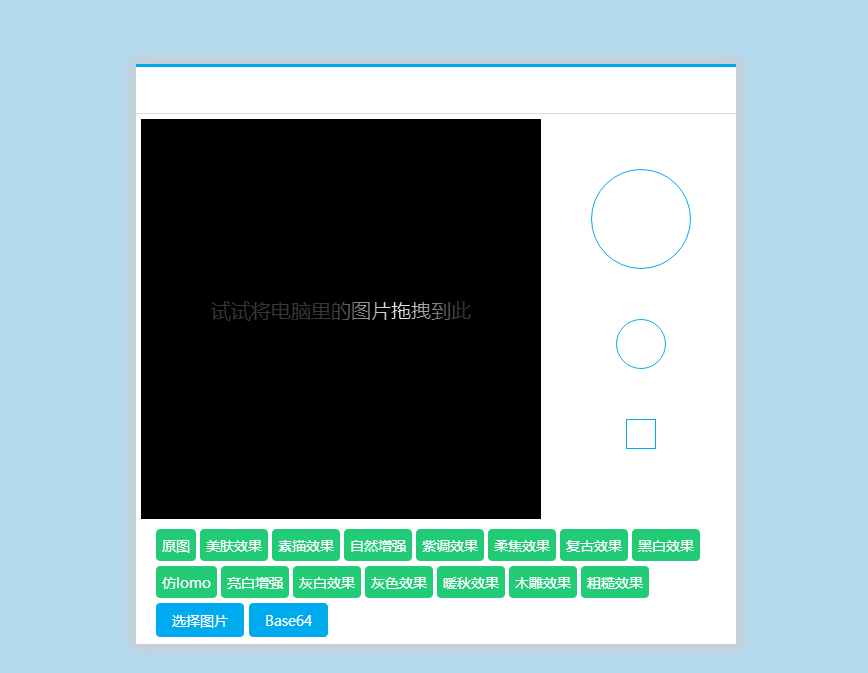 试试将电脑里的图片拖拽到此
原图 美肤效果 素描效果 自然增强 紫调效果 柔焦效果 复古效果 黑白效果
仿lomo 亮白增强 灰白效果 灰色效果 暖秋效果 木雕效果 粗糙效果
选择图片 Base64